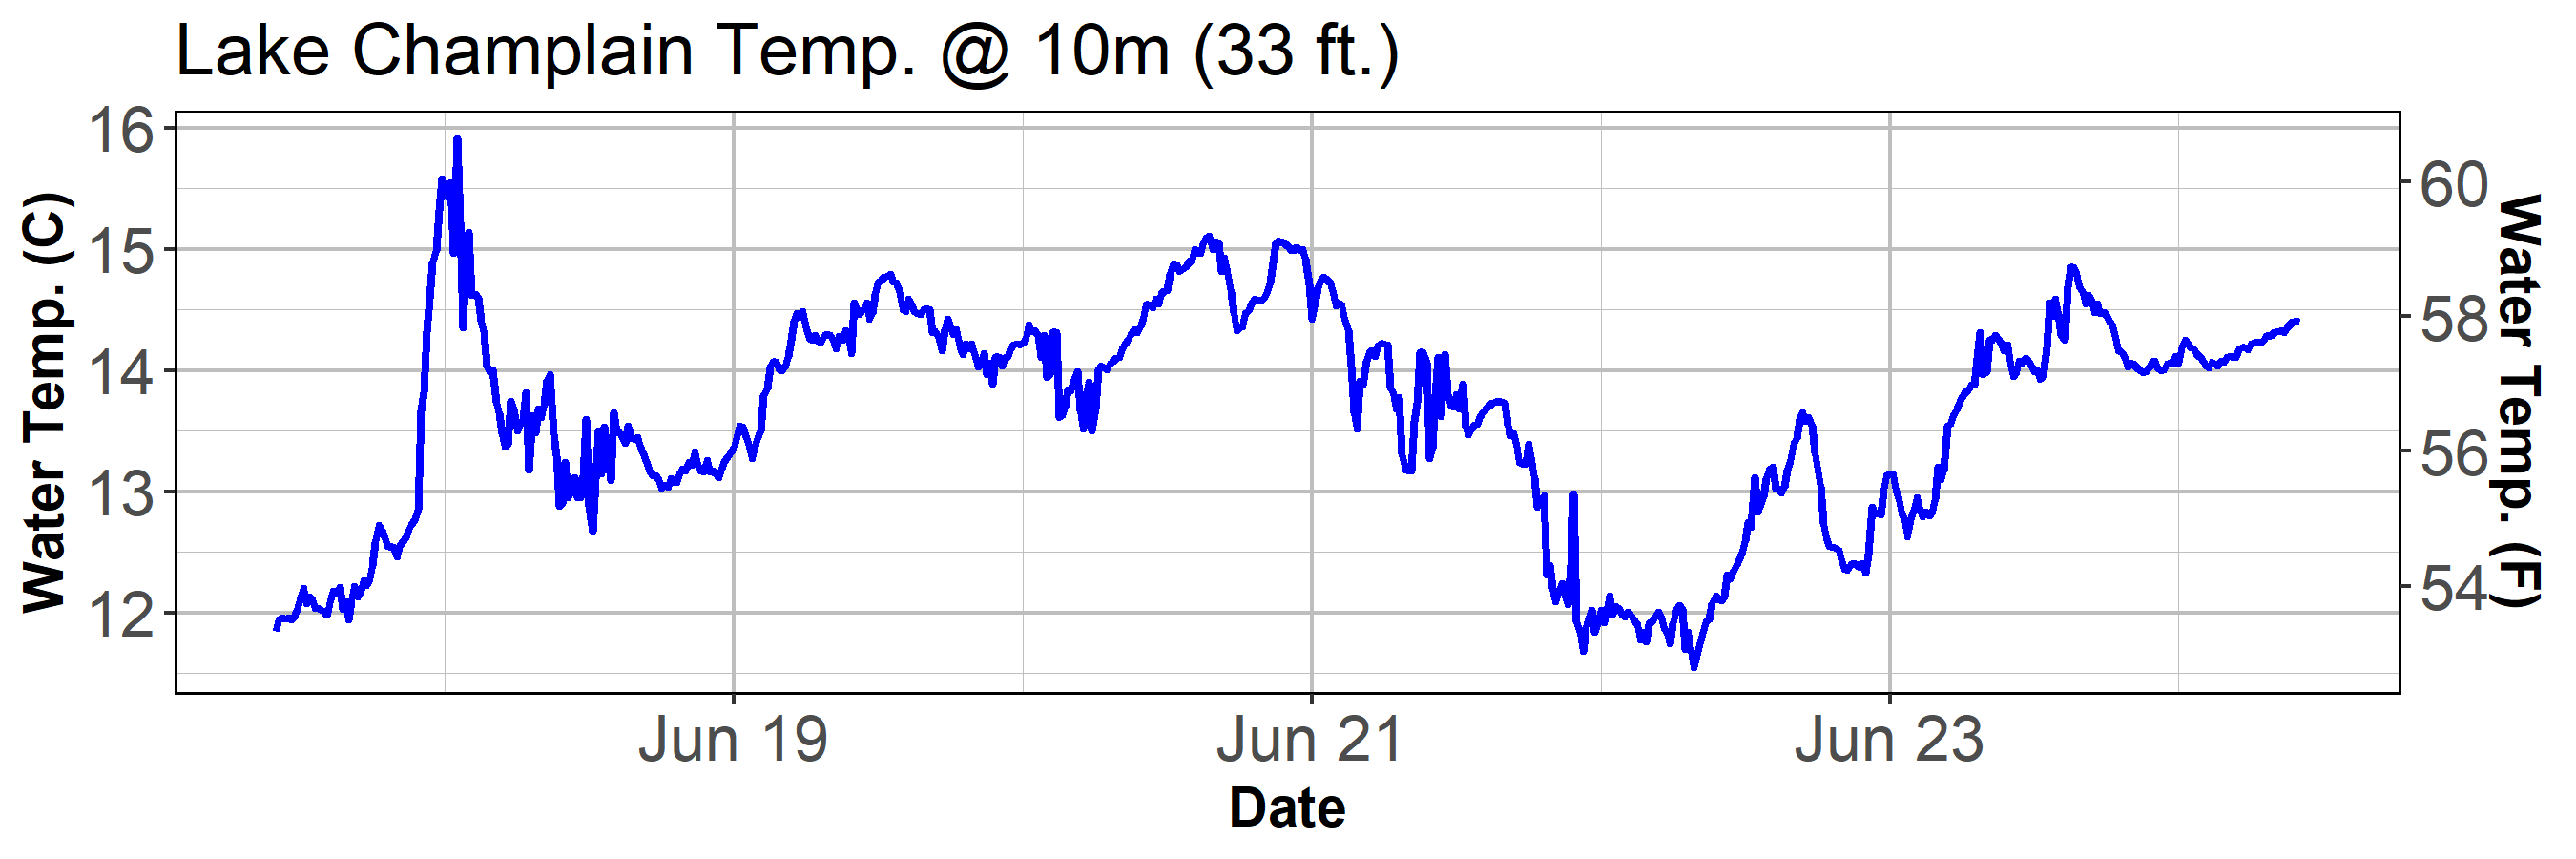 Lake Champlain Temp. @ 10m (33 ft.)
Water Temp. (C)
16
15
14
13
12
60
58
56
54
Water Temp. (F)
Jun 19
Jun 21
Jun 23
Date